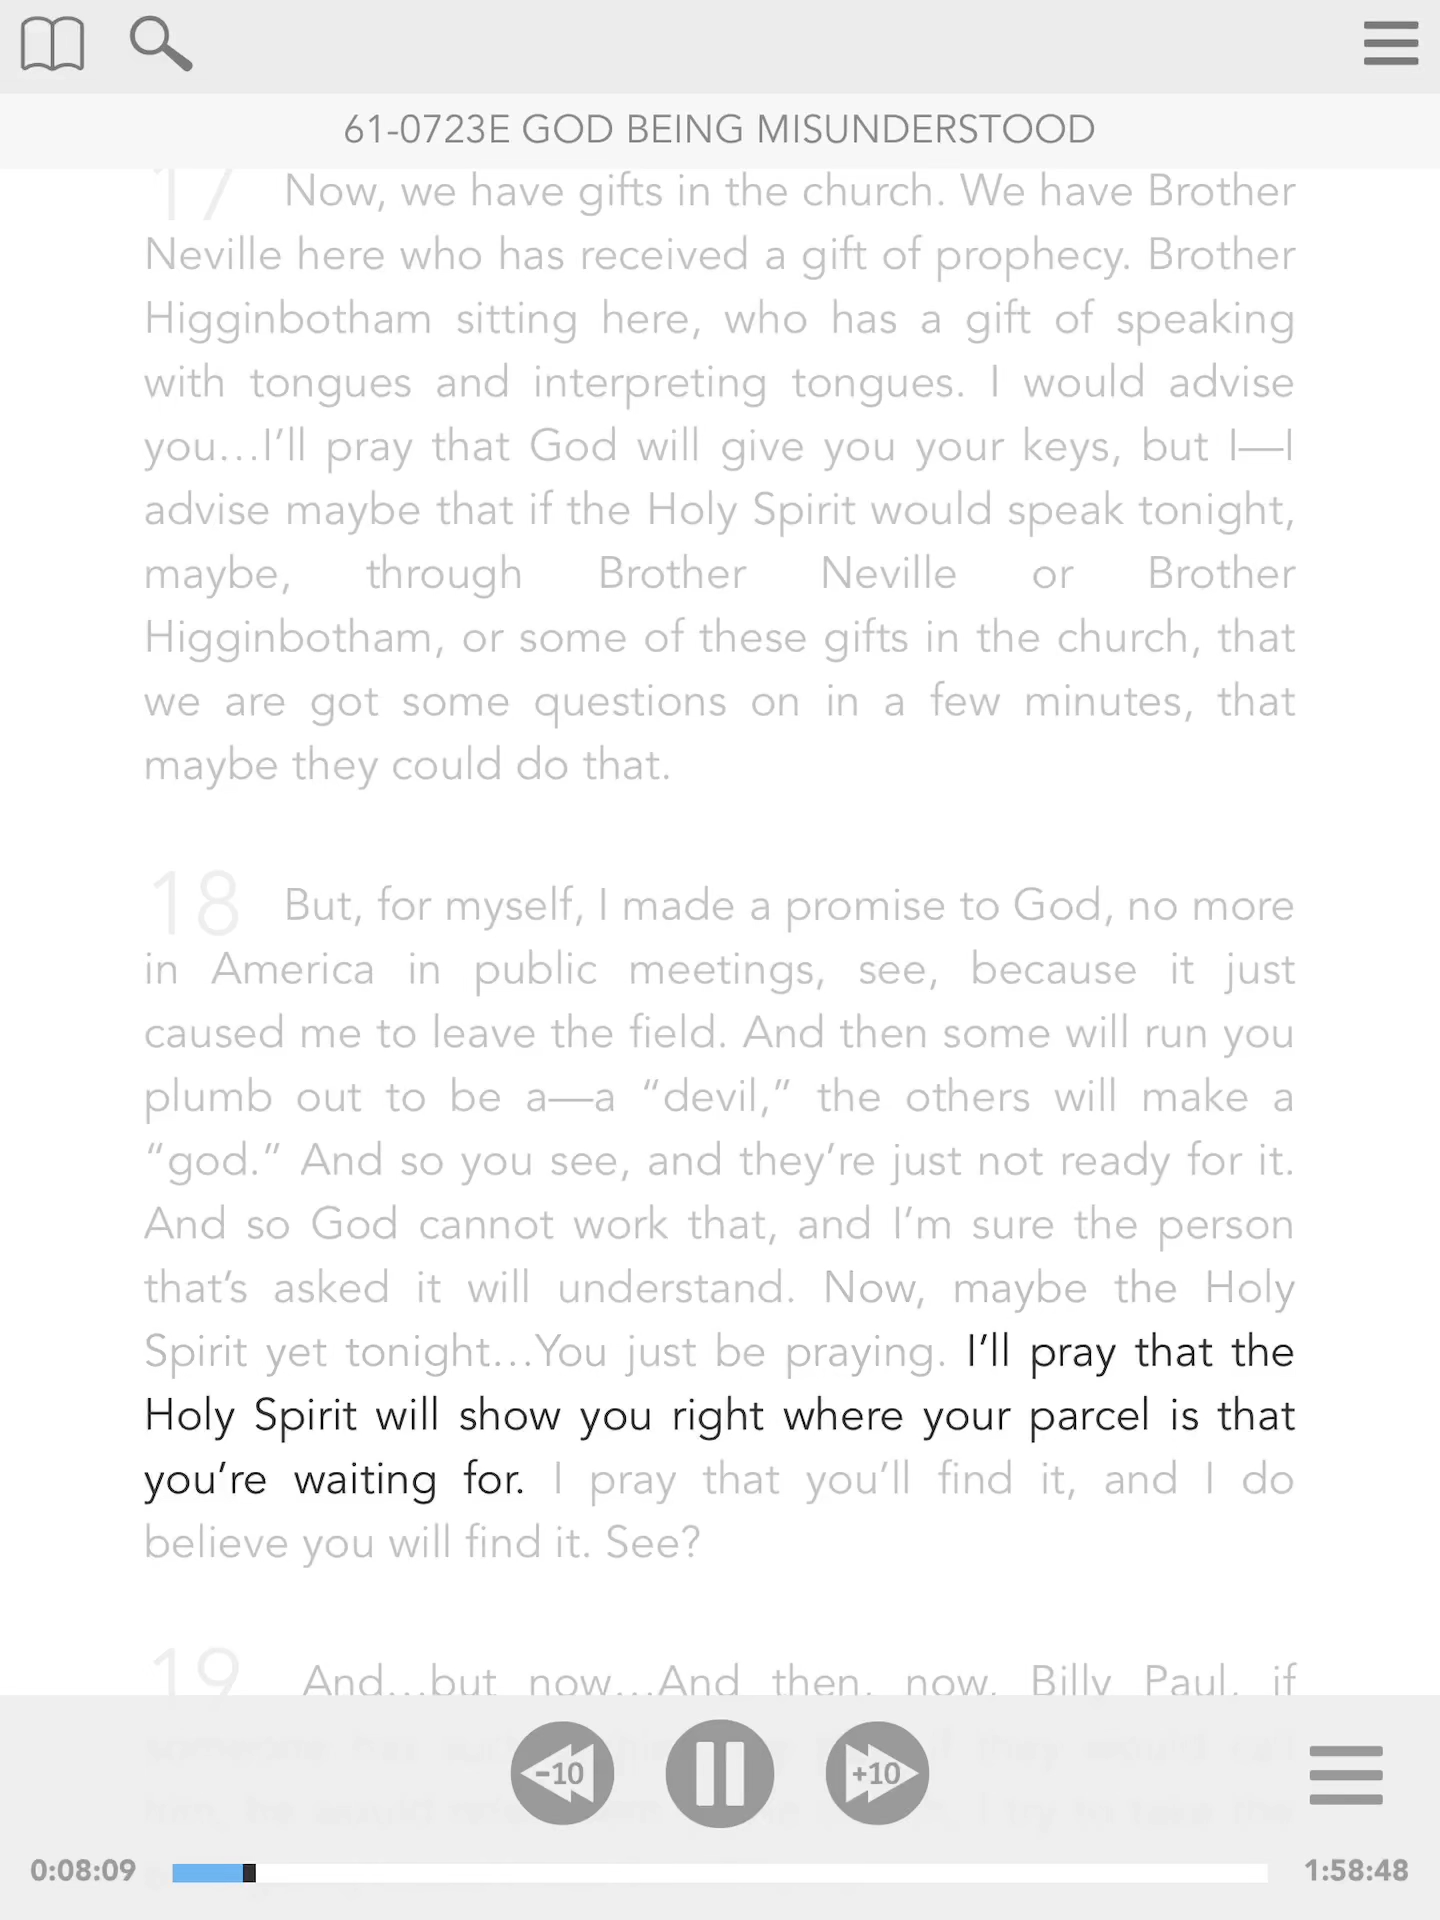 61-0723E GOD BEING MISUNDERSTOOD
17 Now, we have gifts in the church. We have Brother
Neville here who has received a gift of prophecy. Brother
Higginbotham sitting here, who has a gift of speaking
with tongues and interpreting tongues. I would advise
you…I’ll pray that God will give you your keys, but I—I
advise maybe that if the Holy Spirit would speak tonight,
maybe, through Brother Neville or Brother
Higginbotham, or some of these gifts in the church, that
we are got some questions on in a few minutes, that
maybe they could do that.
18 But, for myself, I made a promise to God, no more
in America in public meetings, see, because it just
caused me to leave the field. And then some will run you
plumb out to be a—a “devil,” the others will make a
“god.” And so you see, and they’re just not ready for it.
And so God cannot work that, and I’m sure the person
that’s asked it will understand. Now, maybe the Holy
Spirit yet tonight…You just be praying. I’ll pray that the
Holy Spirit will show you right where your parcel is that
you’re waiting for. I pray that you’ll find it, and I do
believe you will find it. See?
19 And…but now…And then, now, Billy Paul, if
-10 +10
0:08:09 1:58:48